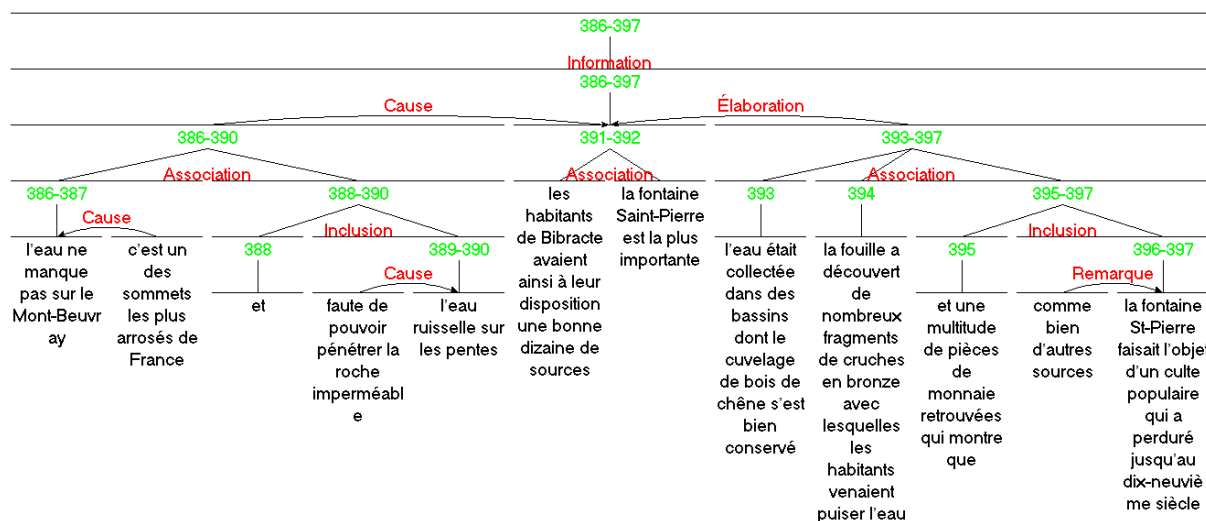 386-397
Information
386-397
Cause
Élaboration
386-390
391-392
393-397
Association
Association
Association
386-387
388-390
393
394
395-397
Cause
Inclusion
Inclusion
388
389-390
395
396-397
Cause
Remarque
l'eau ne
manque
pas sur le
Mont-Beuvr
ay
c'est un
des
sommets
les plus
arrosés de
France
et
faute de
pouvoir
pénétrer la
roche
imperméabl
e
l'eau
ruisselle sur
les pentes
les
habitants
de Bibracte
avaient
ainsi à leur
disposition
une bonne
dizaine de
sources
la fontaine
Saint-Pierre
est la plus
importante
l'eau était
collectée
dans des
bassins
dont le
cuvelage
de bois de
chêne s'est
bien
conservé
la fouille a
découvert
de
nombreux
fragments
de cruches
en bronze
avec
lesquelles
les
habitants
venaient
puiser l'eau
et une
multitude
de pièces
de
monnaie
retrouvées
qui montre
que
comme
bien
d'autres
sources
la fontaine
St-Pierre
faisait l'objet
d'un culte
populaire
qui a
perduré
jusqu'au
dix-neuviè
me siècle